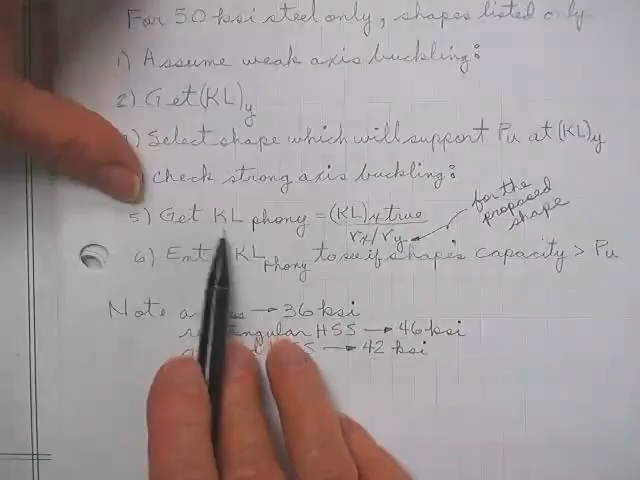 For 50 ksi steel only, shapes listed only
1) Assume weak axis buckling:
2) Get (KL)y
) Select shape which will support Pu at (KL)y
) Check strong axis buckling:
5) Get KL phony = (KL)x true / rx/ry
for the proposed shape
6) Ent KL phony to see if shape's capacity > Pu
Note → 36 ksi
HSS → 46 ksi
→ 42 ksi